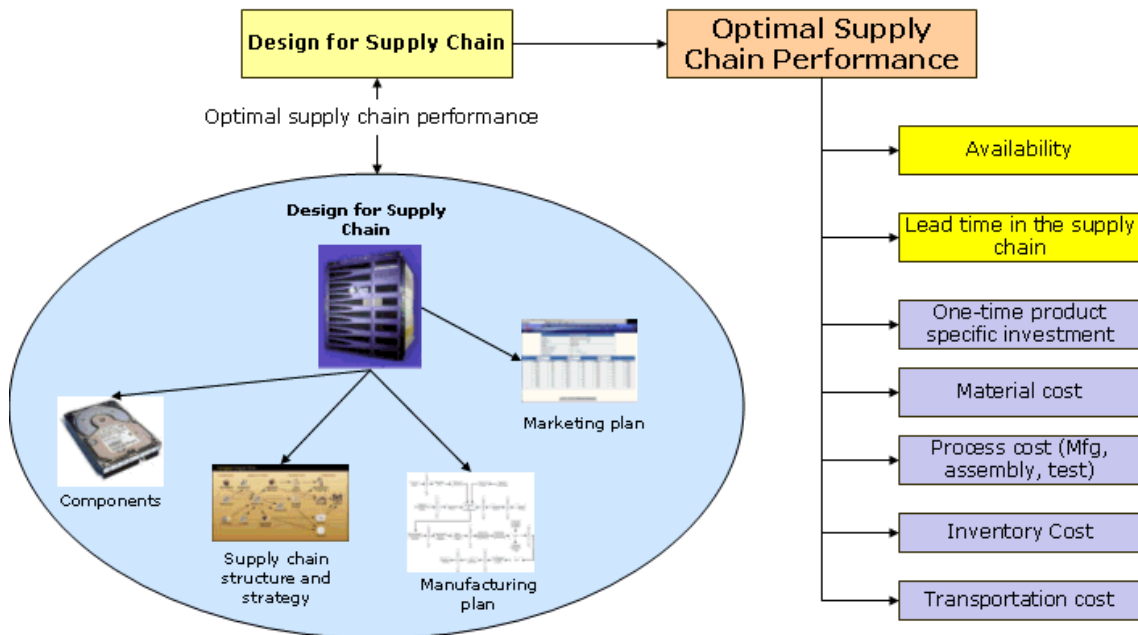 Design for Supply Chain
Optimal Supply
Chain Performance
Optimal supply chain performance
Availability
Lead time in the supply
chain
One-time product
specific investment
Material cost
Process cost (Mfg,
assembly, test)
Inventory Cost
Transportation cost
Design for Supply
Chain
Marketing plan
Components
Supply chain
structure and
strategy
Manufacturing
plan